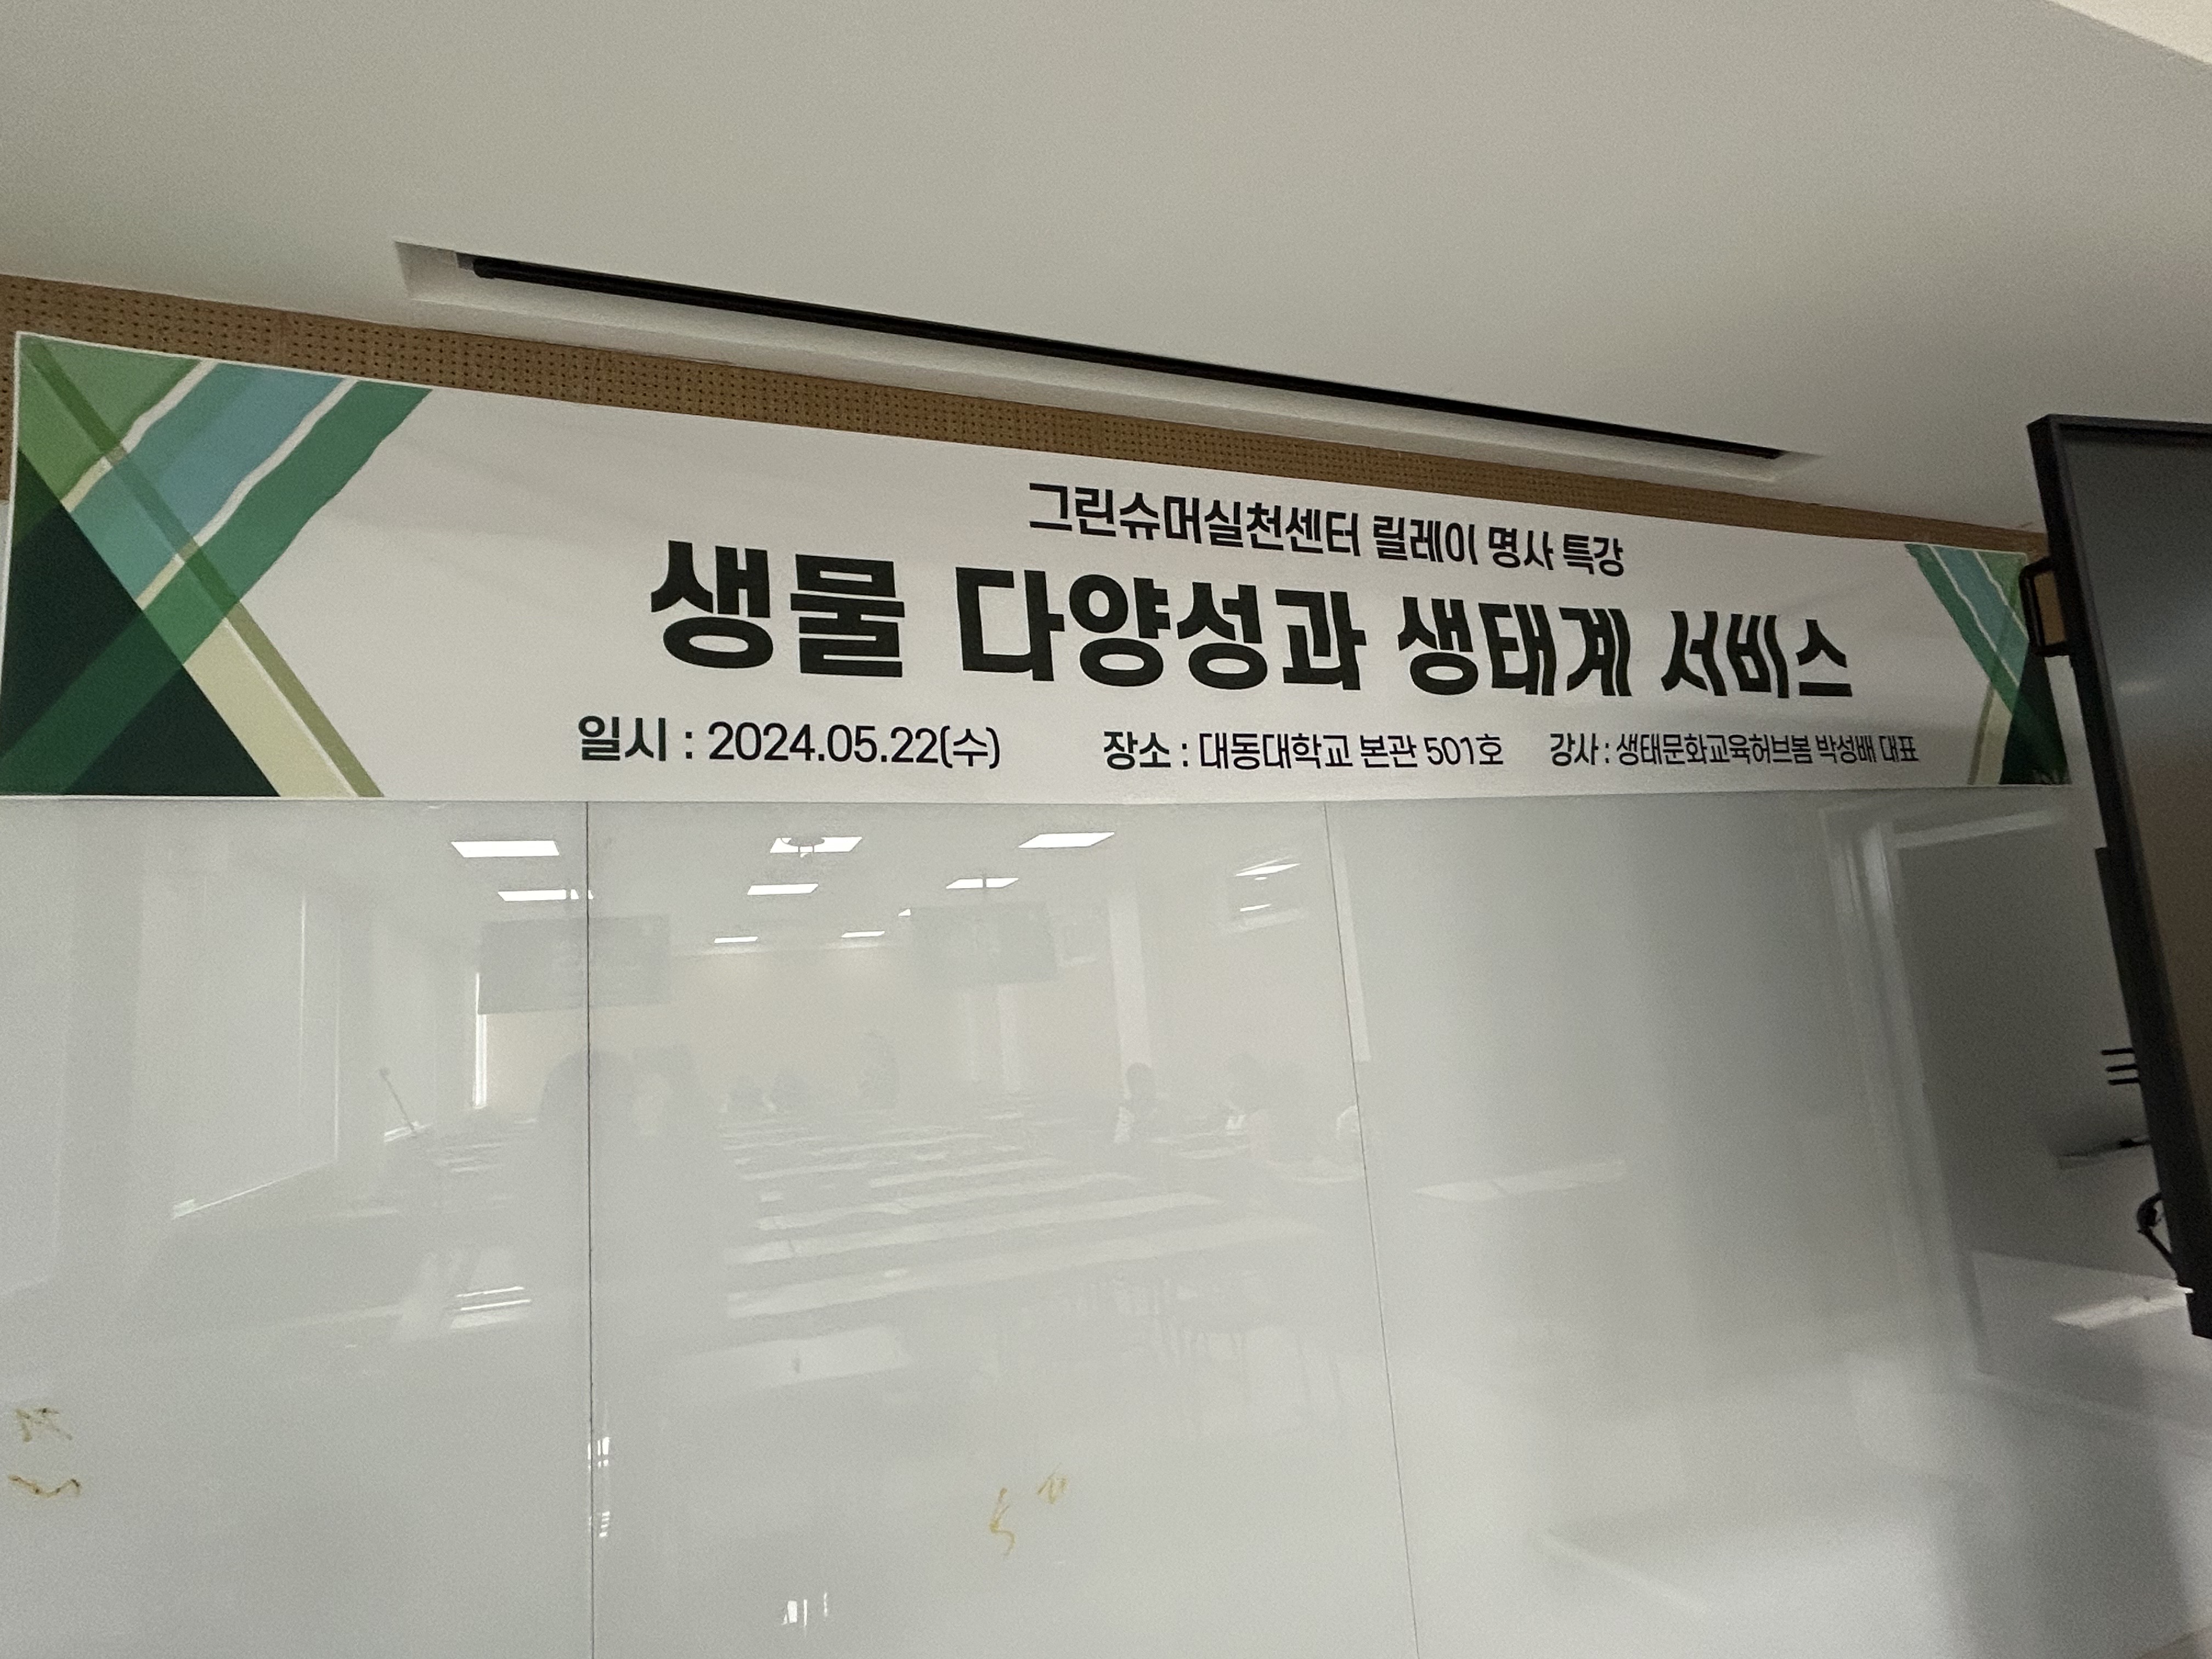 그린슈머실천센터 릴레이 명사 특강
생물 다양성과 생태계 서비스
일시 : 2024.05.22(수) 장소 : 대동대학교 본관 501호 강사 : 생태문화교육허브봄 박성배 대표